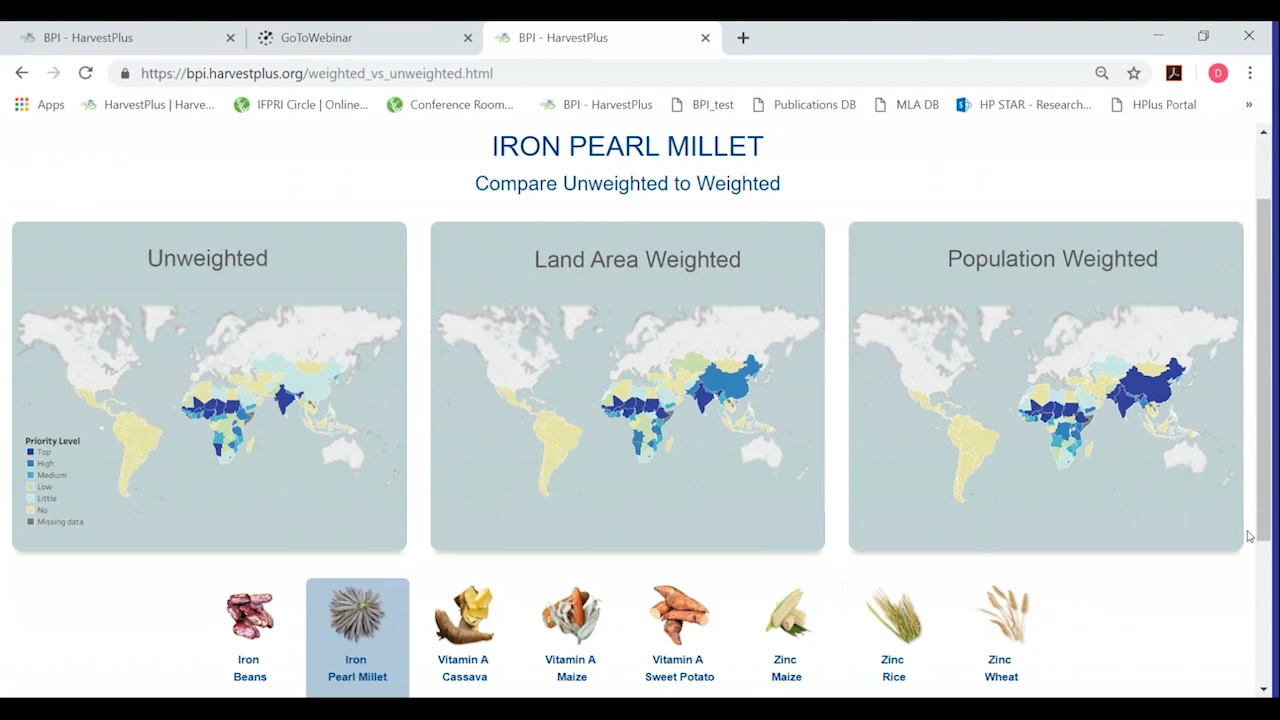 BPI - HarvestPlus
GoToWebinar
BPI - HarvestPlus
https://bpi.harvestplus.org/weighted_vs_unweighted.html
D
Apps
HarvestPlus | Harve...
IFPRI Circle | Online...
Conference Room...
BPI - HarvestPlus
BPI_test
Publications DB
MLA DB
HP STAR - Research...
HPlus Portal
»
IRON PEARL MILLET
Compare Unweighted to Weighted
Unweighted
Land Area Weighted
Population Weighted
Priority Level
Top
High
Medium
Low
Little
No
Missing data
Iron
Beans
Iron
Pearl Millet
Vitamin A
Cassava
Vitamin A
Maize
Vitamin A
Sweet Potato
Zinc
Maize
Zinc
Rice
Zinc
Wheat